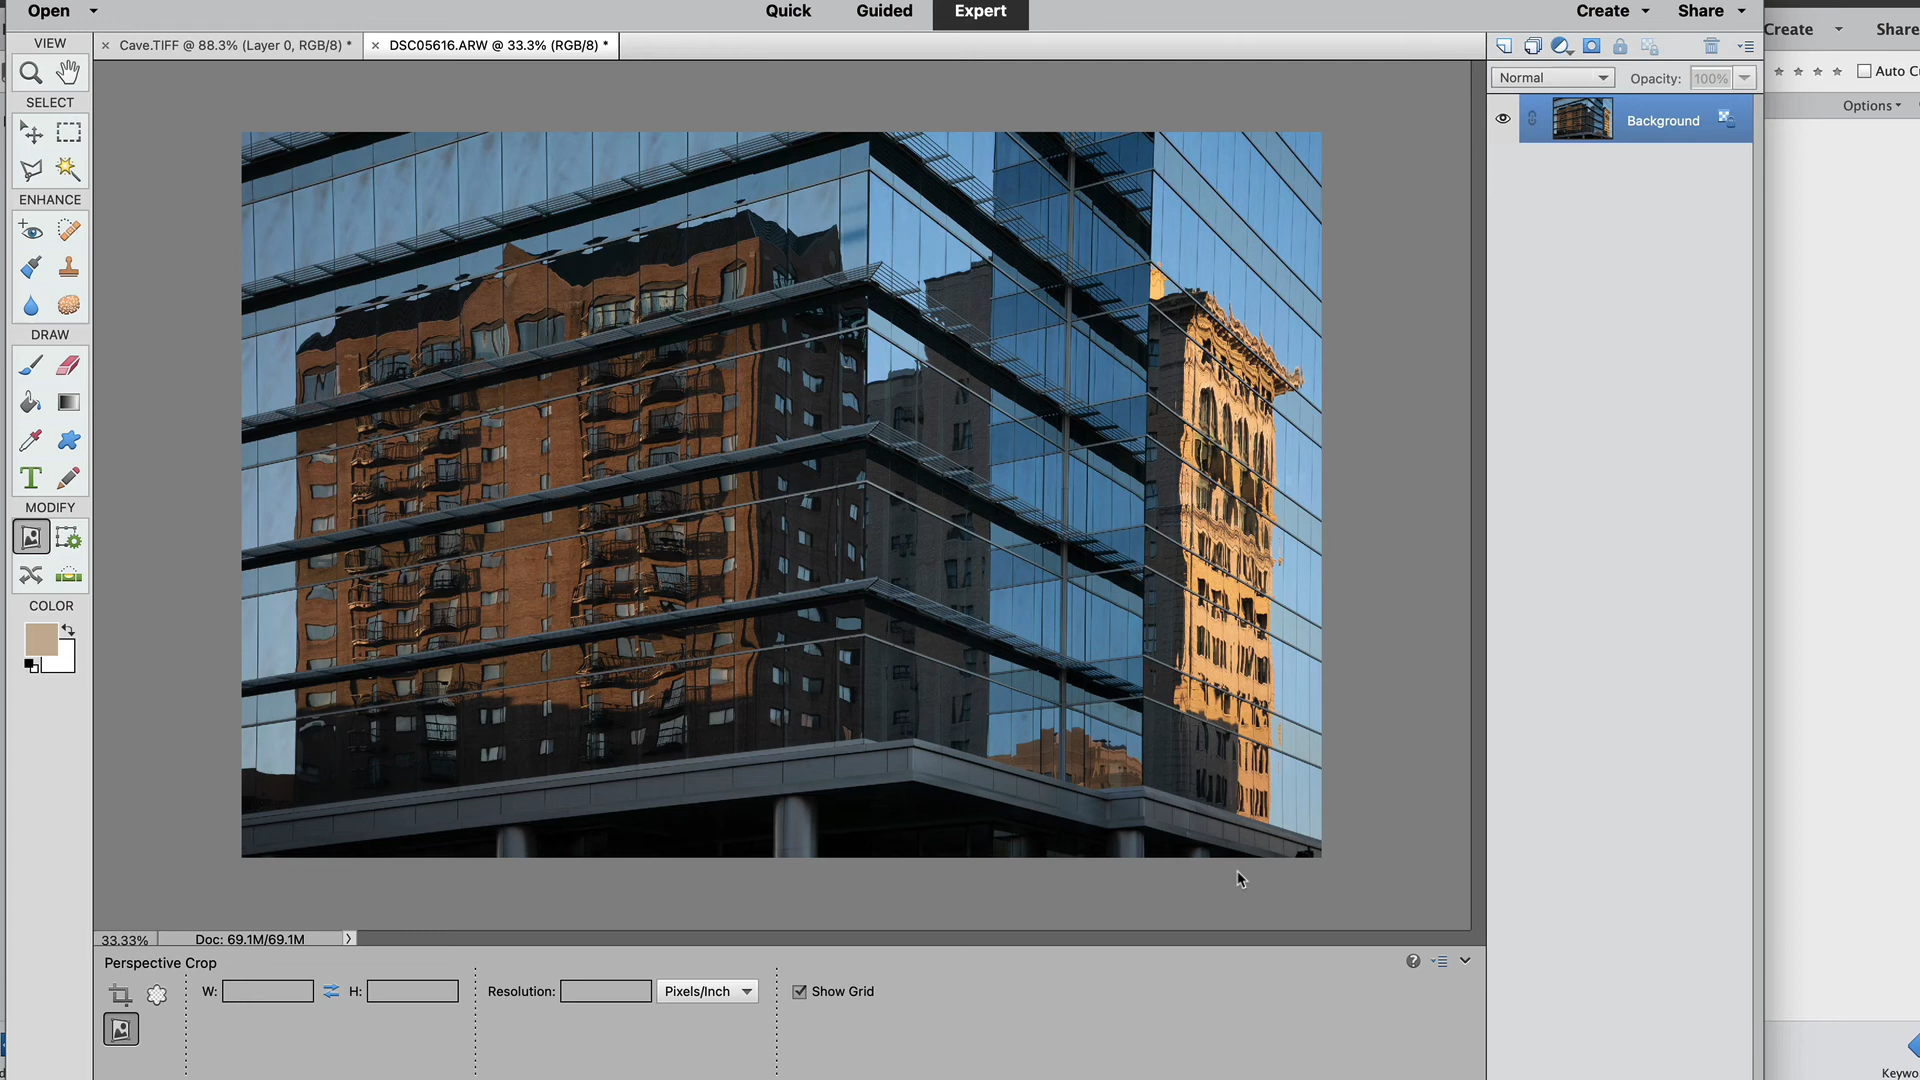 Open
Quick
Guided
Expert
Create
Share
Create
Share
Cave.TIFF @ 88.3% (Layer 0, RGB/8) *
DSC05616.ARW @ 33.3% (RGB/8) *
VIEW
SELECT
ENHANCE
DRAW
MODIFY
COLOR
Normal
Opacity: 100%
Background
Auto Cu
Options
33.33%
Doc: 69.1M/69.1M
Perspective Crop
W:
H:
Resolution:
Pixels/Inch
Show Grid
Keywo